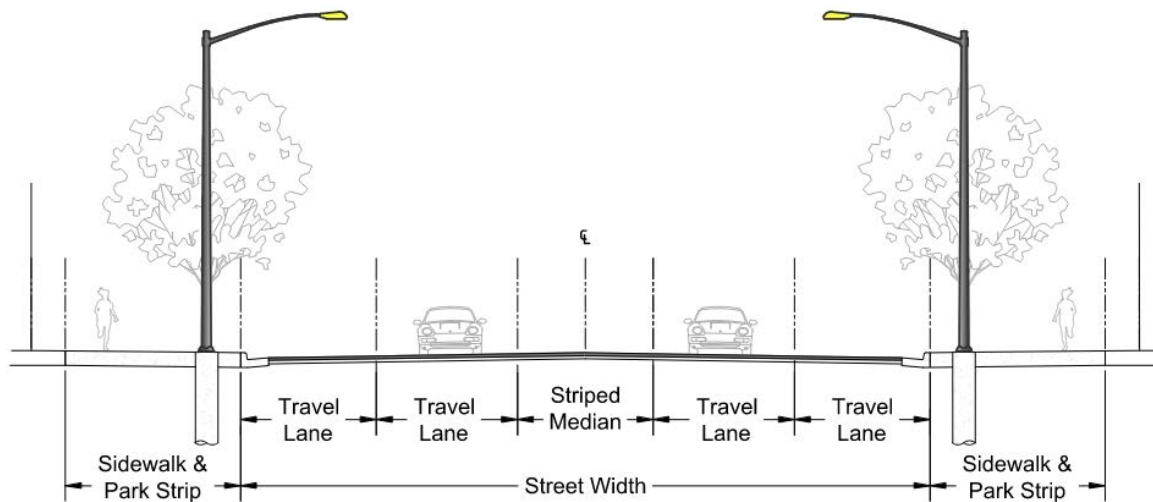 ℄
Travel
Lane
Travel
Lane
Striped
Median
Travel
Lane
Travel
Lane
Sidewalk &
Park Strip
Street Width
Sidewalk &
Park Strip